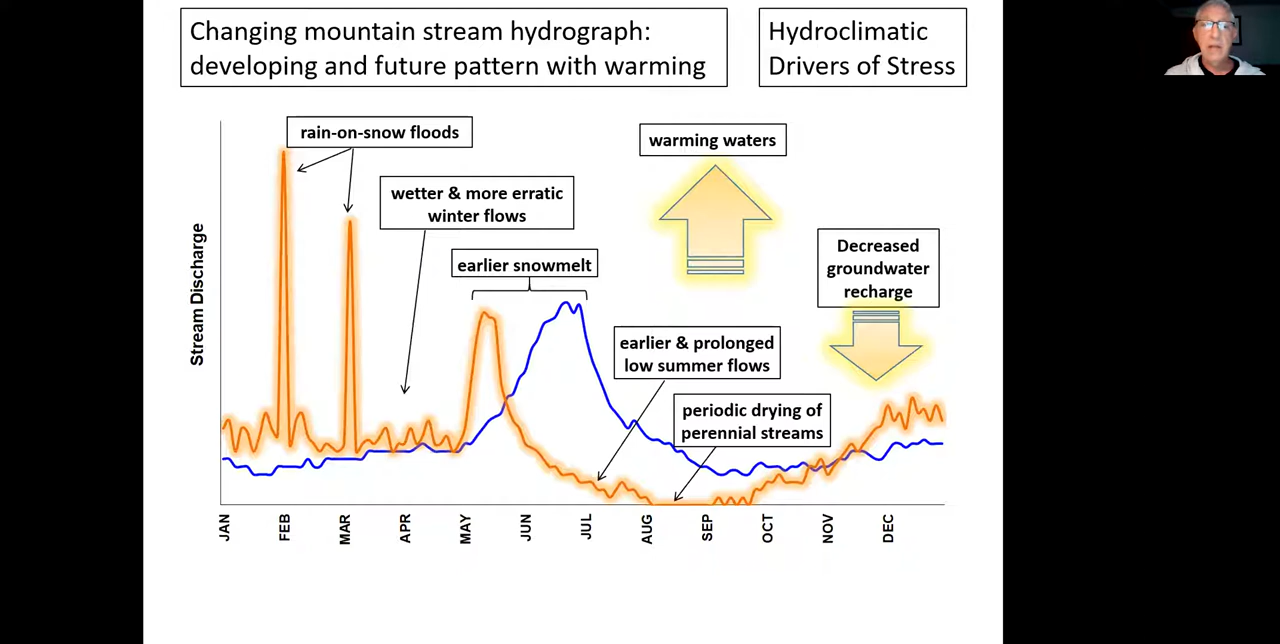 Changing mountain stream hydrograph:
developing and future pattern with warming
Hydroclimatic
Drivers of Stress
rain-on-snow floods
warming waters
wetter & more erratic
winter flows
earlier snowmelt
Decreased
groundwater
recharge
Stream Discharge
earlier & prolonged
low summer flows
periodic drying of
perennial streams
JAN
FEB
MAR
APR
MAY
JUN
JUL
AUG
SEP
OCT
NOV
DEC